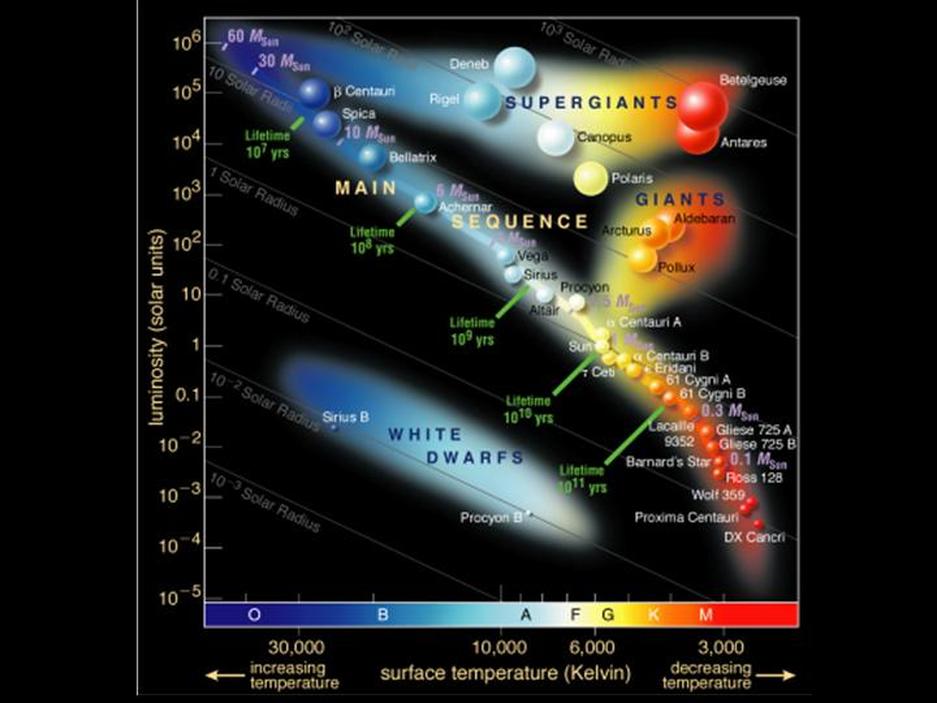 60 M_Sun
10² Solar R
10³ Solar R
10⁶
30 M_Sun
Deneb
10 Solar Radi
Betelgeuse
10⁵
β Centauri
Rigel
SUPERGIANTS
Spica
10 M_Sun
Canopus
Antares
Lifetime
10⁷ yrs
10⁴
Bellatrix
Polaris
1 Solar Radius
MAIN
6 M_Sun
GIANTS
10³
Achernar
Aldebaran
SEQUENCE
Arcturus
Lifetime
10⁸ yrs
10²
M_Sun
Vega
Pollux
Sirius
0.1 Solar Radius
Procyon
10
Altair
.5 M_Sun
Lifetime
10⁹ yrs
α Centauri A
1
Sun
M_Sun
α Centauri B
τ Ceti
ε Eridani
10⁻² Solar Radius
61 Cygni A
0.1
61 Cygni B
Lifetime
10¹⁰ yrs
0.3 M_Sun
Sirius B
Lacaille
9352
Gliese 725 A
Gliese 725 B
WHITE
DWARFS
10⁻²
Barnard's Star
0.1 M_Sun
Lifetime
10¹¹ yrs
Ross 128
10⁻³ Solar Radius
10⁻³
Wolf 359
Procyon B
Proxima Centauri
DX Cancri
10⁻⁴
10⁻⁵
luminosity (solar units)
O B A F G K M
30,000 10,000 6,000 3,000
increasing
temperature
surface temperature (Kelvin)
decreasing
temperature